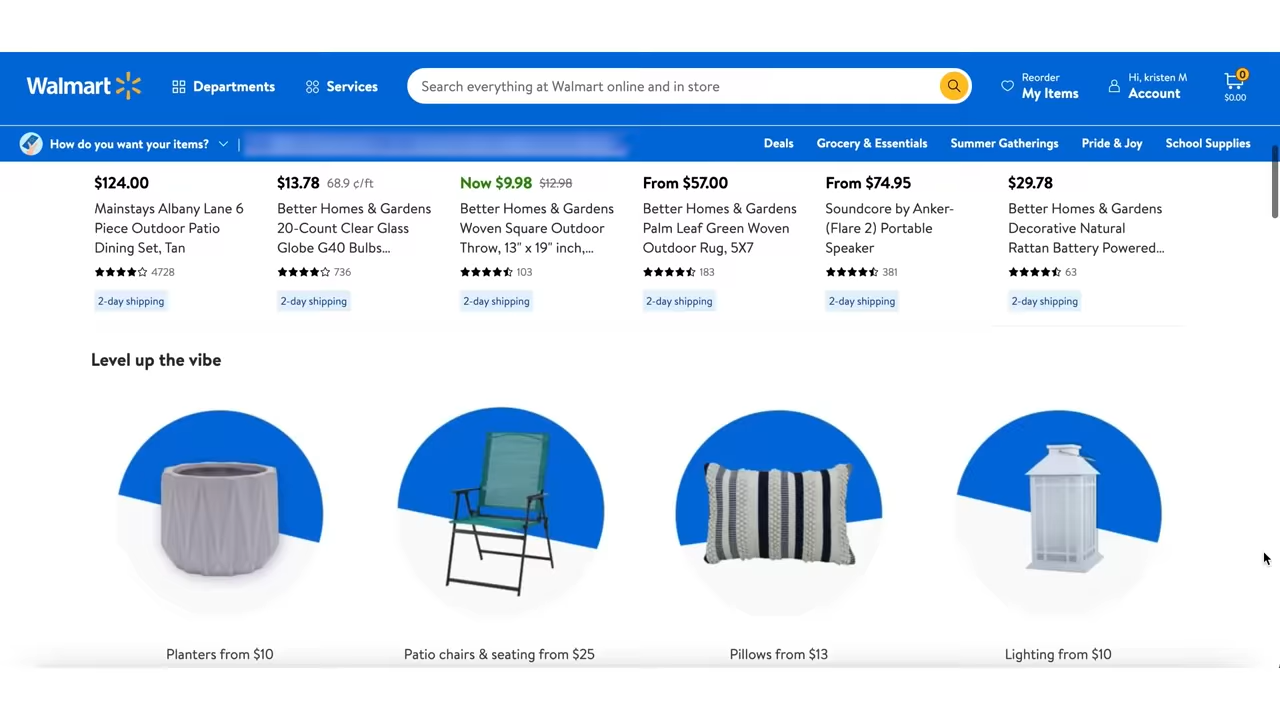 Walmart
Departments
Services
Search everything at Walmart online and in store
Reorder
My Items
Hi, kristen M
Account
0
$0.00
How do you want your items?
Deals
Grocery & Essentials
Summer Gatherings
Pride & Joy
School Supplies
$124.00
Mainstays Albany Lane 6
Piece Outdoor Patio
Dining Set, Tan
4728
2-day shipping
$13.78 68.9 ¢/ft
Better Homes & Gardens
20-Count Clear Glass
Globe G40 Bulbs...
736
2-day shipping
Now $9.98 $12.98
Better Homes & Gardens
Woven Square Outdoor
Throw, 13" x 19" inch,...
103
2-day shipping
From $57.00
Better Homes & Gardens
Palm Leaf Green Woven
Outdoor Rug, 5X7
183
2-day shipping
From $74.95
Soundcore by Anker-
(Flare 2) Portable
Speaker
381
2-day shipping
$29.78
Better Homes & Gardens
Decorative Natural
Rattan Battery Powered...
63
2-day shipping
Level up the vibe
Planters from $10
Patio chairs & seating from $25
Pillows from $13
Lighting from $10